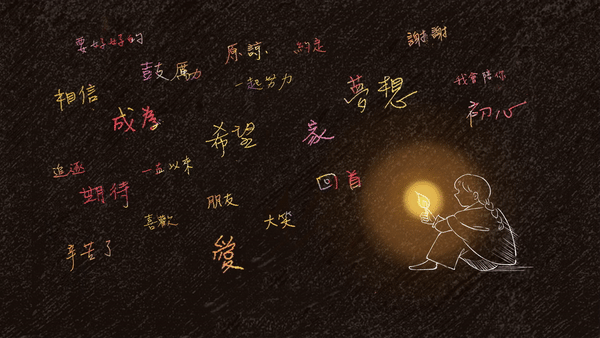 要好好的
原諒
約定
謝謝
鼓勵
一起努力
夢想
我會陪你
相信
成為
希望
家
初心
追逐
一直以來
期待
回首
喜歡
朋友
大笑
辛苦了
愛